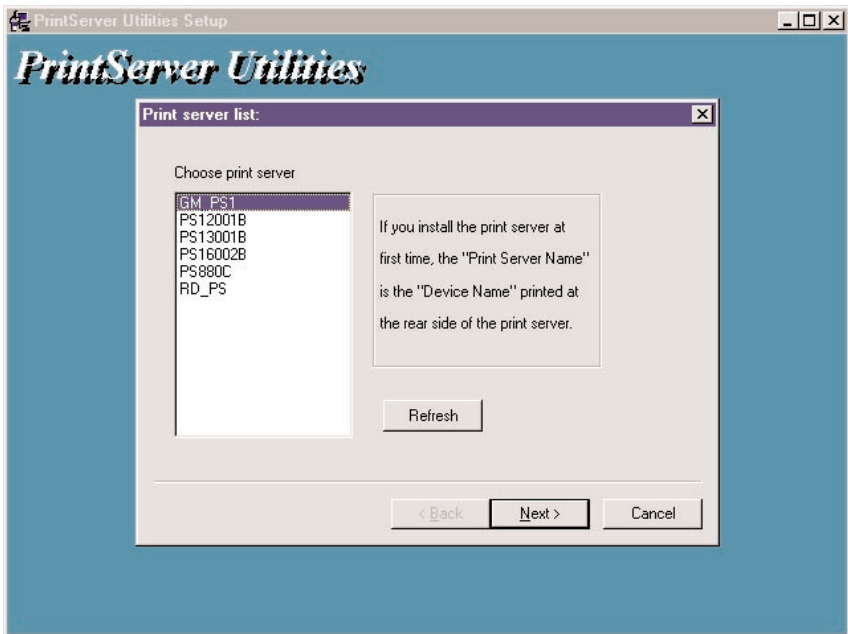 PrintServer Utilities Setup
PrintServer Utilities
Print server list:
Choose print server
GM_PS1
PS12001B
PS13001B
PS16002B
PS880C
RD_PS
If you install the print server at
first time, the "Print Server Name"
is the "Device Name" printed at
the rear side of the print server.
Refresh
< Back
Next >
Cancel